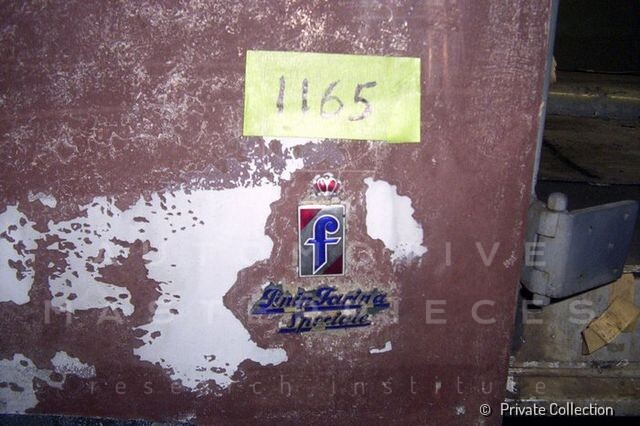 1165
f
Pinin Farina
Speciale
AUTOMOTIVE
MASTERPIECES
research institute
© Private Collection